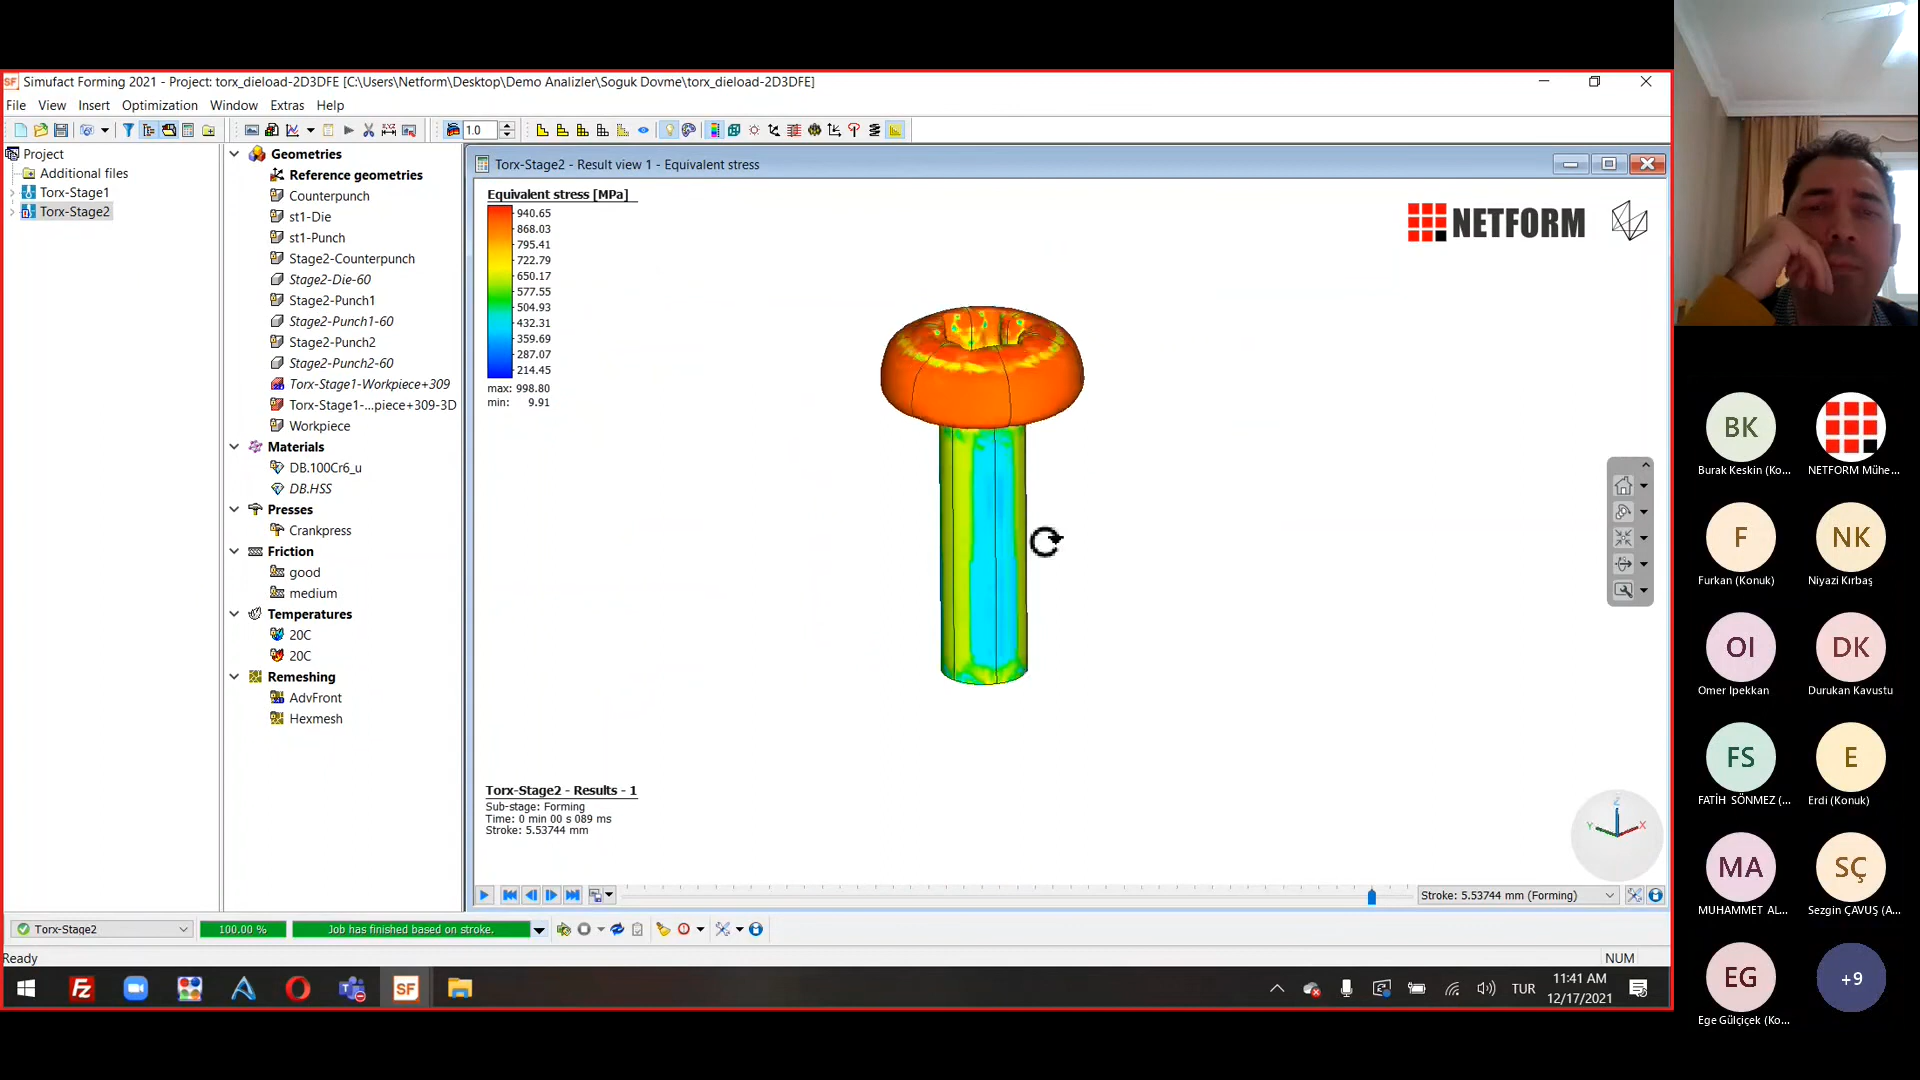 SF Simufact Forming 2021 - Project: torx_dieload-2D3DFE [C:\Users\Netform\Desktop\Demo Analizler\Soguk Dovme\torx_dieload-2D3DFE]
File View Insert Optimization Window Extras Help
1.0
Project
Additional files
Torx-Stage1
Torx-Stage2
Geometries
Reference geometries
Counterpunch
st1-Die
st1-Punch
Stage2-Counterpunch
Stage2-Die-60
Stage2-Punch1
Stage2-Punch1-60
Stage2-Punch2
Stage2-Punch2-60
Torx-Stage1-Workpiece+309
Torx-Stage1-...piece+309-3D
Workpiece
Materials
DB.100Cr6_u
DB.HSS
Presses
Crankpress
Friction
good
medium
Temperatures
20C
20C
Remeshing
AdvFront
Hexmesh
Torx-Stage2 - Result view 1 - Equivalent stress
Equivalent stress [MPa]
940.65
868.03
795.41
722.79
650.17
577.55
504.93
432.31
359.69
287.07
214.45
max: 998.80
min: 9.91
NETFORM
Torx-Stage2 - Results - 1
Sub-stage: Forming
Time: 0 min 00 s 089 ms
Stroke: 5.53744 mm
Z
Y
X
Stroke: 5.53744 mm (Forming)
Torx-Stage2
100.00 %
Job has finished based on stroke.
Ready
NUM
FZ
SF
TUR
11:41 AM
12/17/2021
BK
Burak Keskin (Ko...
NETFORM Mühe...
F
Furkan (Konuk)
NK
Niyazi Kırbaş
OI
Omer Ipekkan
DK
Durukan Kavustu
FS
FATİH SÖNMEZ (...
E
Erdi (Konuk)
MA
MUHAMMET AL...
SÇ
Sezgin ÇAVUŞ (A...
EG
Ege Gülçiçek (Ko...
+9